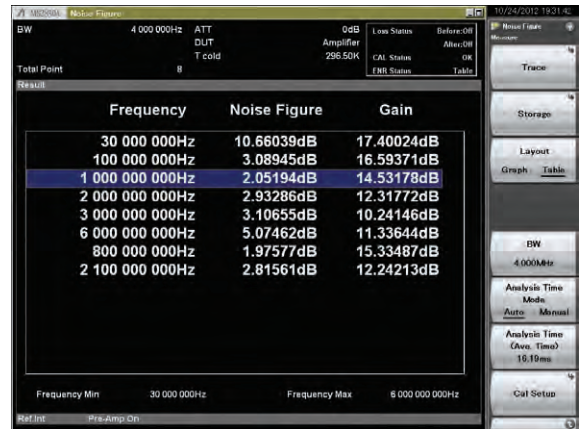 MS2690A Noise Figure
10/24/2012 19:31:42
BW 4 000 000Hz ATT 0dB
DUT Amplifier
T cold 296.50K
Total Point 8
Loss Status Before:Off
After:Off
CAL Status OK
ENR Status Table
Result
Frequency Noise Figure Gain
30 000 000Hz 10.66039dB 17.40024dB
100 000 000Hz 3.08945dB 16.59371dB
1 000 000 000Hz 2.05194dB 14.53178dB
2 000 000 000Hz 2.93286dB 12.31772dB
3 000 000 000Hz 3.10655dB 10.24146dB
6 000 000 000Hz 5.07462dB 11.33644dB
800 000 000Hz 1.97577dB 15.33487dB
2 100 000 000Hz 2.81561dB 12.24213dB
Frequency Min 30 000 000Hz Frequency Max 6 000 000 000Hz
Ref.Int Pre-Amp On
Noise Figure
Measure
Trace
Storage
Layout
Graph Table
BW
4.000MHz
Analysis Time
Mode
Auto Manual
Analysis Time
(Ave. Time)
16.19ms
Cal Setup